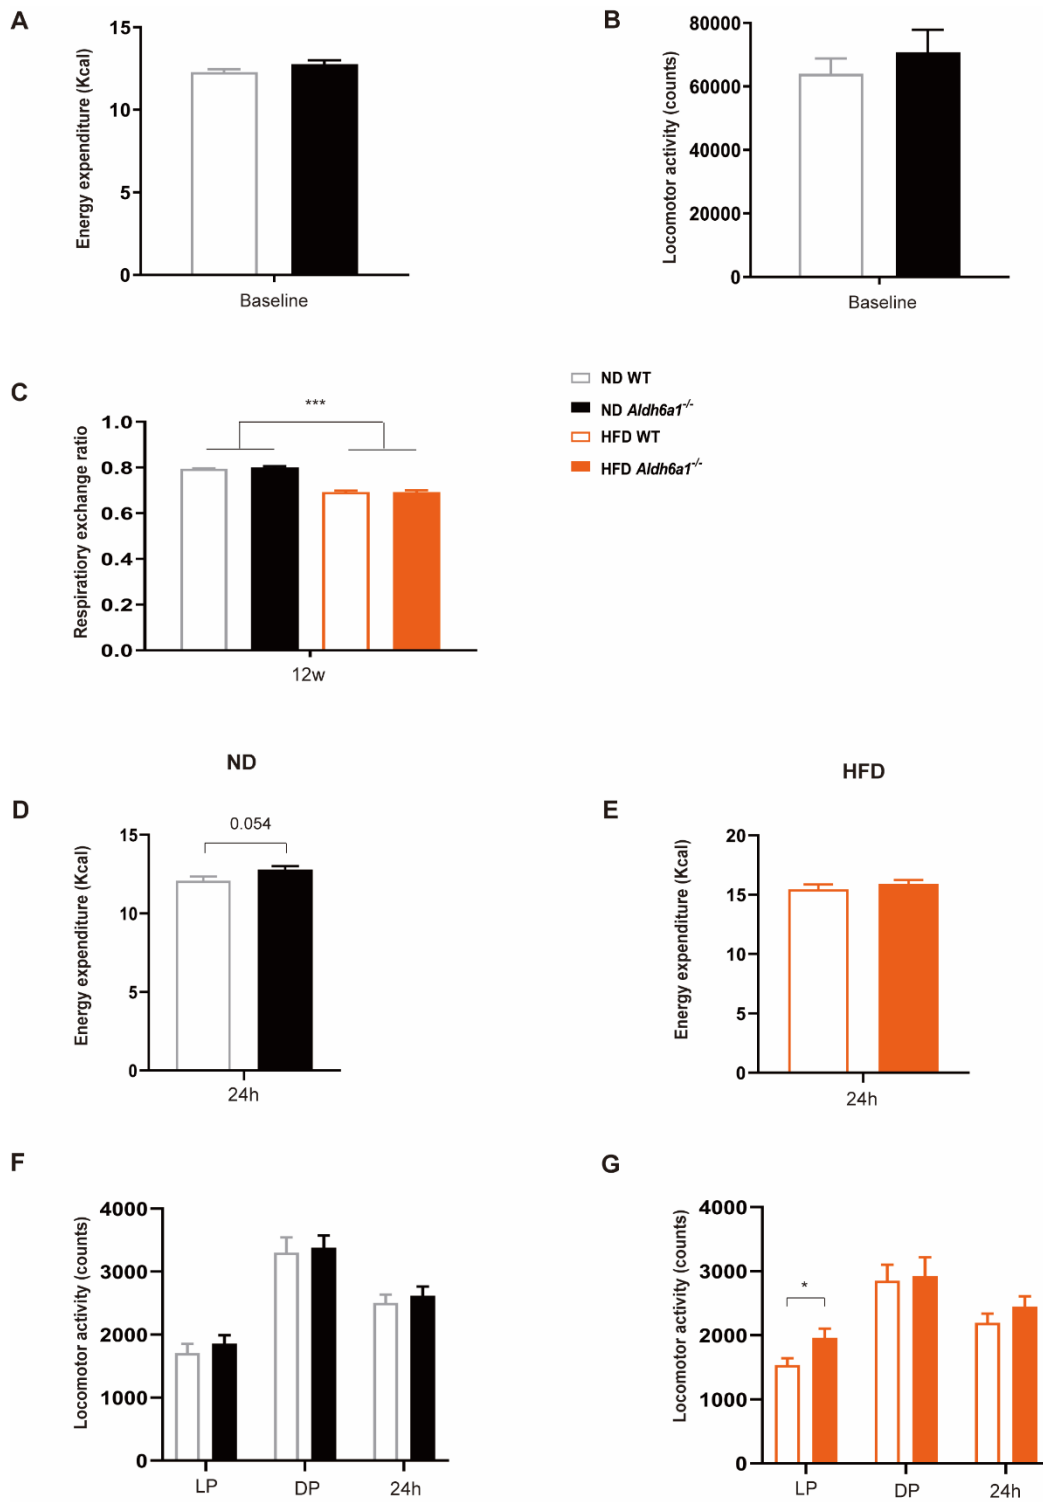 A
Energy expenditure (Kcal)
15
10
5
0
Baseline
B
Locomotor activity (counts)
80000
60000
40000
20000
0
Baseline
C
Respiratiory exchange ratio
1.0
0.8
0.6
0.4
0.2
0.0
***
12w
ND WT
ND Aldh6a1-/-
HFD WT
HFD Aldh6a1-/-
ND
HFD
D
Energy expenditure (Kcal)
15
10
5
0
0.054
24h
E
Energy expenditure (Kcal)
20
15
10
5
0
24h
F
Locomotor activity (counts)
4000
3000
2000
1000
0
LP DP 24h
G
Locomotor activity (counts)
4000
3000
2000
1000
0
*
LP DP 24h